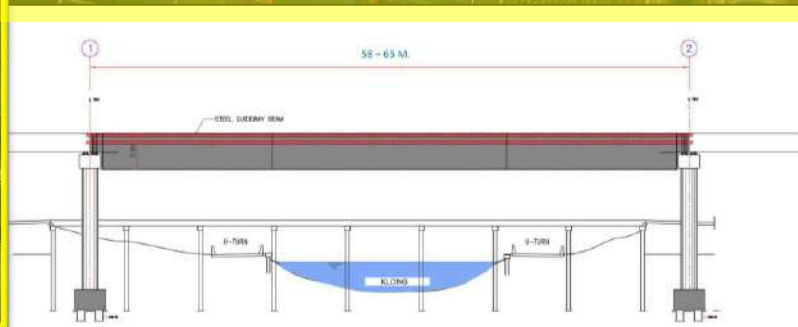 1
2
58 – 65 M.
STEEL GUIDEWAY BEAM
U-TURN
U-TURN
KLONG